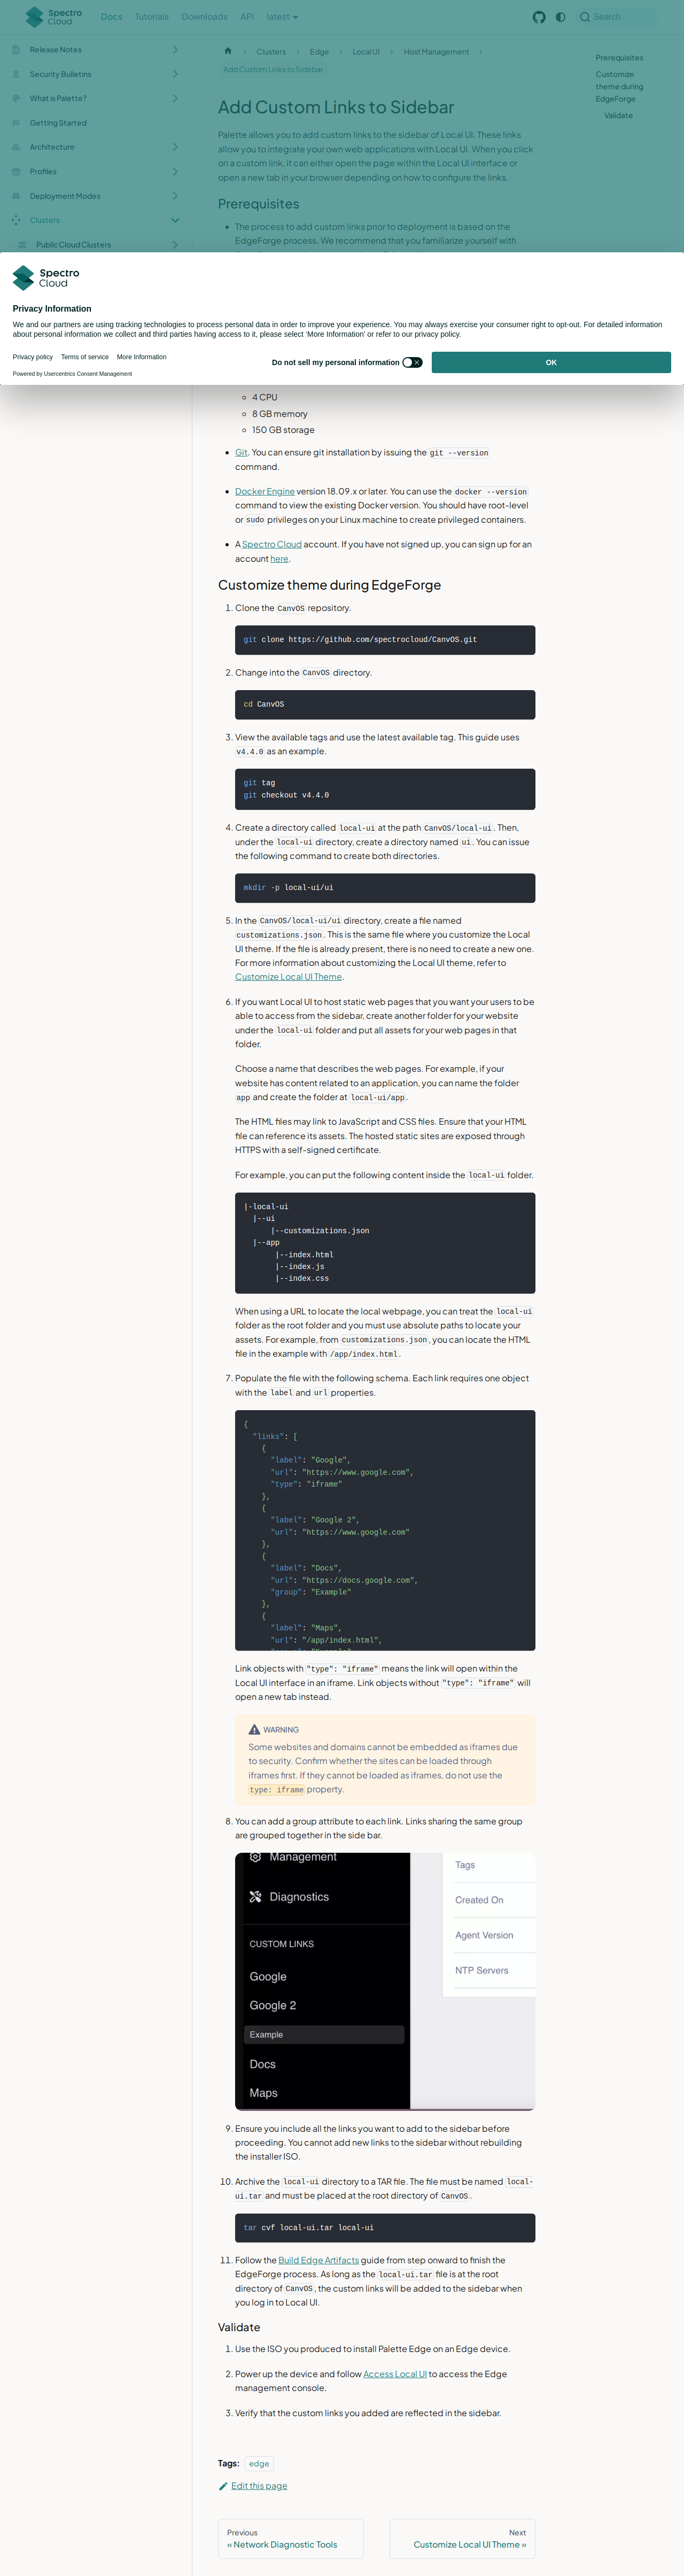 Spectro Cloud
Docs
Tutorials
Downloads
API
latest
Search
Release Notes
Security Bulletins
What is Palette?
Getting Started
Architecture
Profiles
Deployment Modes
Clusters
Public Cloud Clusters
Clusters
Edge
Local UI
Host Management
Add Custom Links to Sidebar
Prerequisites
Customize
theme during
EdgeForge
Validate
Add Custom Links to Sidebar
Palette allows you to add custom links to the sidebar of Local UI. These links
allow you to integrate your own web applications with Local UI. When you click
on a custom link, it can either open the page within the Local UI interface or
open a new tab in your browser depending on how to configure the links.
Prerequisites
The process to add custom links prior to deployment is based on the
EdgeForge process. We recommend that you familiarize yourself with
Spectro Cloud
Privacy Information
We and our partners are using tracking technologies to process personal data in order to improve your experience. You may always exercise your consumer right to opt-out. For detailed information
about personal information we collect and third parties having access to it, please select 'More Information' or refer to our privacy policy.
Privacy policy
Terms of service
More Information
Powered by Usercentrics Consent Management
Do not sell my personal information
OK
4 CPU
8 GB memory
150 GB storage
Git. You can ensure git installation by issuing the git --version
command.
Docker Engine version 18.09.x or later. You can use the docker --version
command to view the existing Docker version. You should have root-level
or sudo privileges on your Linux machine to create privileged containers.
A Spectro Cloud account. If you have not signed up, you can sign up for an
account here.
Customize theme during EdgeForge
1. Clone the CanvOS repository.
git clone https://github.com/spectrocloud/CanvOS.git
2. Change into the CanvOS directory.
cd CanvOS
3. View the available tags and use the latest available tag. This guide uses
v4.4.0 as an example.
git tag
git checkout v4.4.0
4. Create a directory called local-ui at the path CanvOS/local-ui. Then,
under the local-ui directory, create a directory named ui. You can issue
the following command to create both directories.
mkdir -p local-ui/ui
5. In the CanvOS/local-ui/ui directory, create a file named
customizations.json. This is the same file where you customize the Local
UI theme. If the file is already present, there is no need to create a new one.
For more information about customizing the Local UI theme, refer to
Customize Local UI Theme.
6. If you want Local UI to host static web pages that you want your users to be
able to access from the sidebar, create another folder for your website
under the local-ui folder and put all assets for your web pages in that
folder.
Choose a name that describes the web pages. For example, if your
website has content related to an application, you can name the folder
app and create the folder at local-ui/app.
The HTML files may link to JavaScript and CSS files. Ensure that your HTML
file can reference its assets. The hosted static sites are exposed through
HTTPS with a self-signed certificate.
For example, you can put the following content inside the local-ui folder.
|-local-ui
|--ui
|--customizations.json
|--app
|--index.html
|--index.js
|--index.css
When using a URL to locate the local webpage, you can treat the local-ui
folder as the root folder and you must use absolute paths to locate your
assets. For example, from customizations.json, you can locate the HTML
file in the example with /app/index.html.
7. Populate the file with the following schema. Each link requires one object
with the label and url properties.
{
"links": [
{
"label": "Google",
"url": "https://www.google.com",
"type": "iframe"
},
{
"label": "Google 2",
"url": "https://www.google.com"
},
{
"label": "Docs",
"url": "https://docs.google.com",
"group": "Example"
},
{
"label": "Maps",
"url": "/app/index.html",
Link objects with "type": "iframe" means the link will open within the
Local UI interface in an iframe. Link objects without "type": "iframe" will
open a new tab instead.
WARNING
Some websites and domains cannot be embedded as iframes due
to security. Confirm whether the sites can be loaded through
iframes first. If they cannot be loaded as iframes, do not use the
type: iframe property.
8. You can add a group attribute to each link. Links sharing the same group
are grouped together in the side bar.
Management
Diagnostics
CUSTOM LINKS
Google
Google 2
Example
Docs
Maps
Tags
Created On
Agent Version
NTP Servers
9. Ensure you include all the links you want to add to the sidebar before
proceeding. You cannot add new links to the sidebar without rebuilding
the installer ISO.
10. Archive the local-ui directory to a TAR file. The file must be named local-
ui.tar and must be placed at the root directory of CanvOS.
tar cvf local-ui.tar local-ui
11. Follow the Build Edge Artifacts guide from step onward to finish the
EdgeForge process. As long as the local-ui.tar file is at the root
directory of CanVOS, the custom links will be added to the sidebar when
you log in to Local UI.
Validate
1. Use the ISO you produced to install Palette Edge on an Edge device.
2. Power up the device and follow Access Local UI to access the Edge
management console.
3. Verify that the custom links you added are reflected in the sidebar.
Tags: edge
Edit this page
Previous
« Network Diagnostic Tools
Next
Customize Local UI Theme »